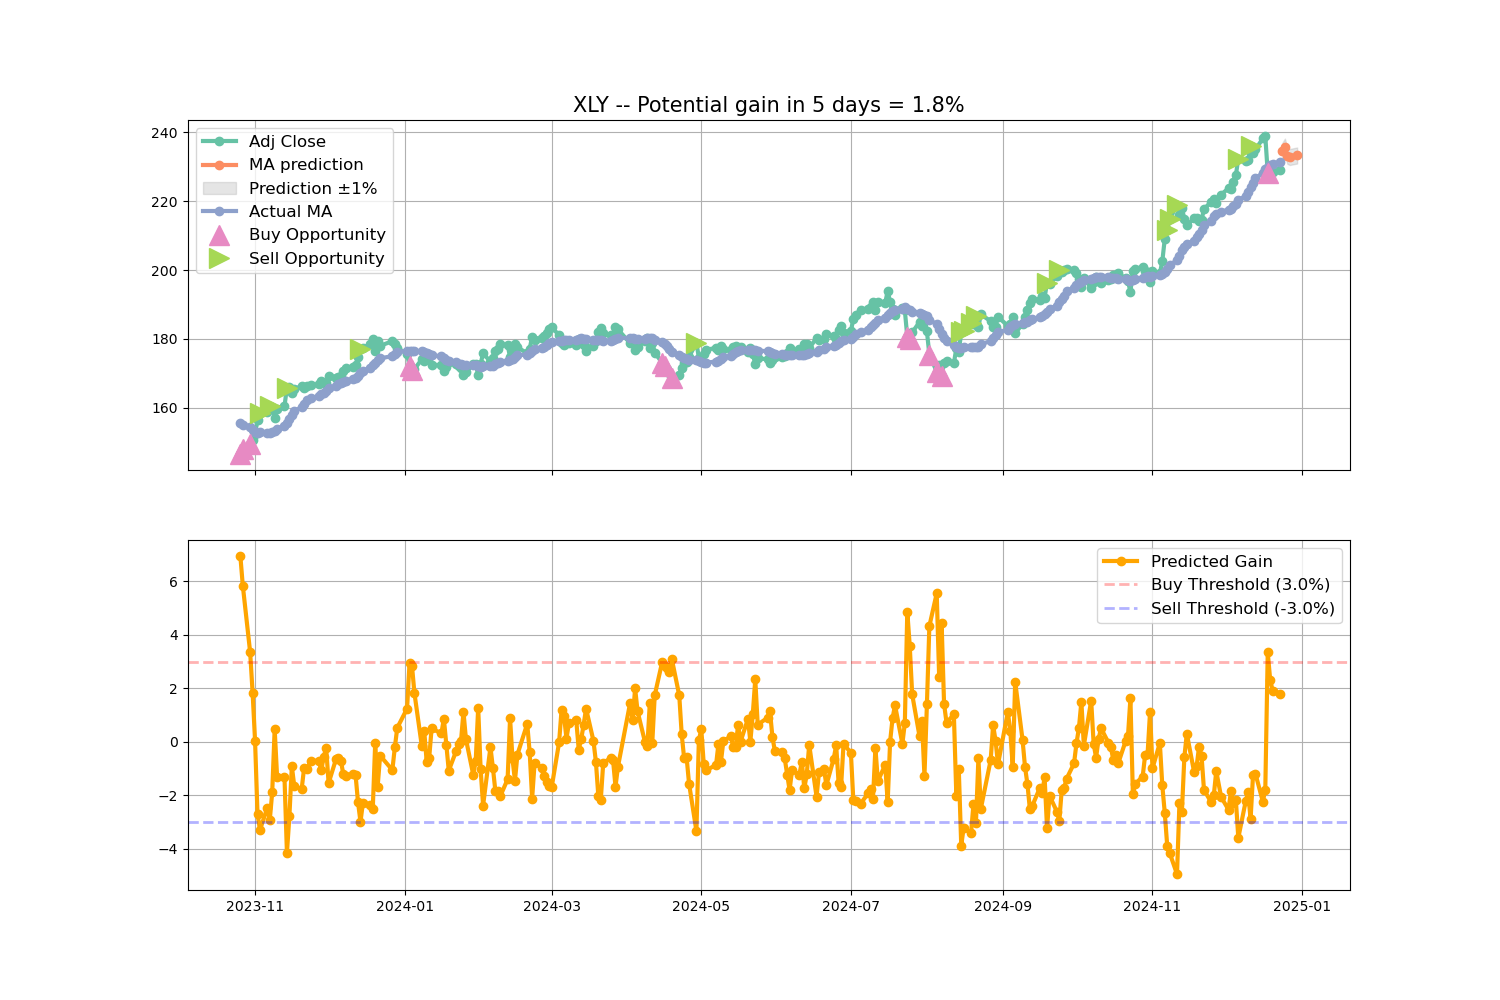 XLY -- Potential gain in 5 days = 1.8%
240
220
200
180
160
Adj Close
MA prediction
Prediction ±1%
Actual MA
Buy Opportunity
Sell Opportunity
6
4
2
0
−2
−4
Predicted Gain
Buy Threshold (3.0%)
Sell Threshold (-3.0%)
2023-11
2024-01
2024-03
2024-05
2024-07
2024-09
2024-11
2025-01